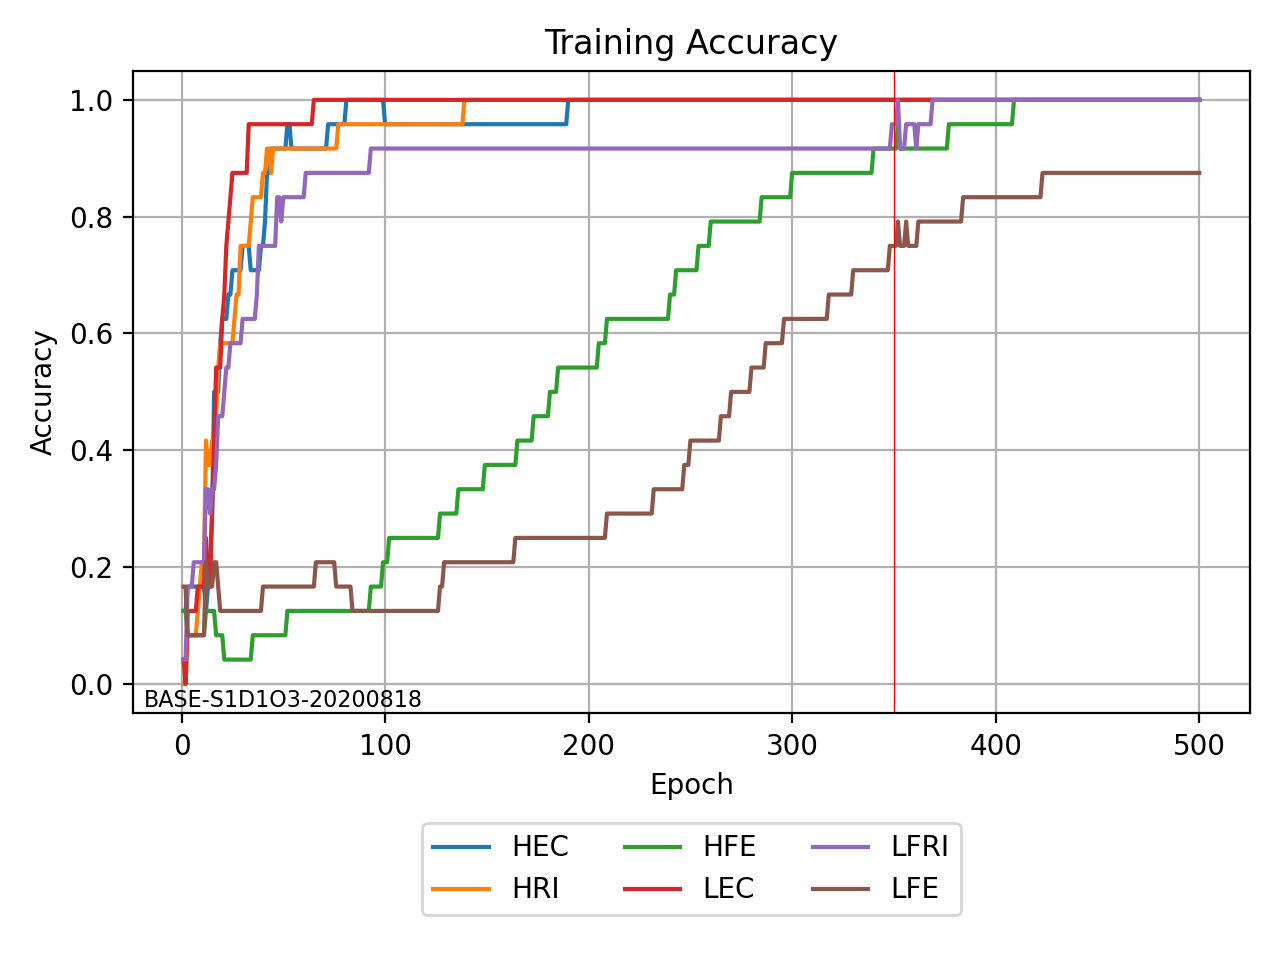 Training Accuracy
1.0
0.8
0.6
0.4
0.2
0.0
Accuracy
BASE-S1D1O3-20200818
0 100 200 300 400 500
Epoch
HEC HFE LFRI
HRI LEC LFE